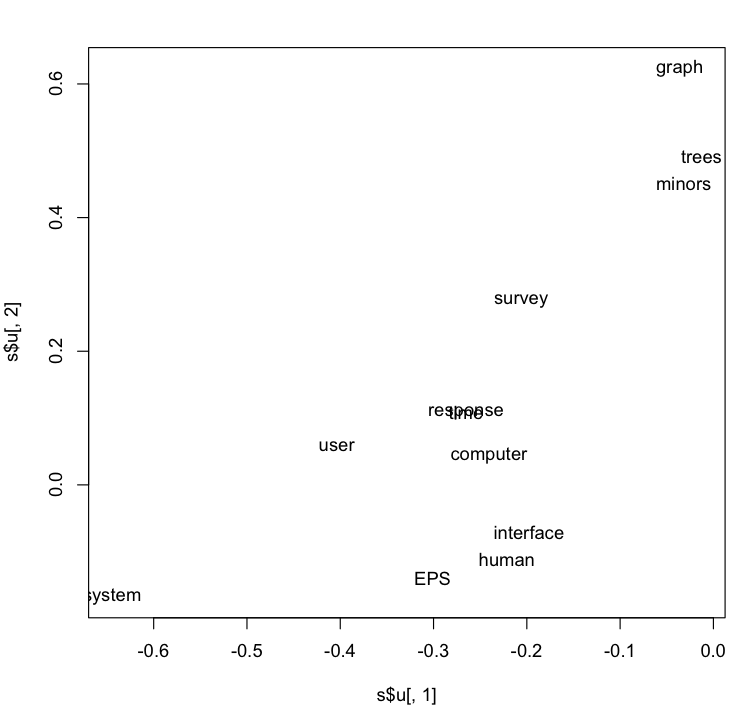 graph
0.6
trees
minors
0.4
survey
s$u[, 2]
0.2
response
time
user
computer
0.0
interface
human
EPS
system
-0.6 -0.5 -0.4 -0.3 -0.2 -0.1 0.0
s$u[, 1]